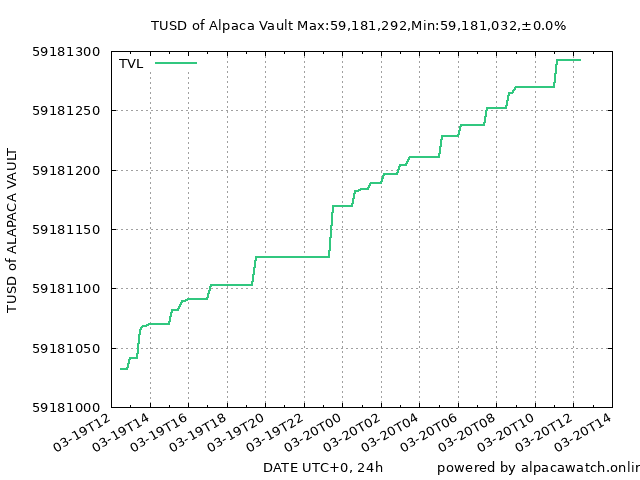 TUSD of Alpaca Vault Max:59,181,292,Min:59,181,032,±0.0%
TVL
59181300
59181250
59181200
59181150
59181100
59181050
59181000
TUSD of ALAPACA VAULT
03-19T12
03-19T14
03-19T16
03-19T18
03-19T20
03-19T22
03-20T00
03-20T02
03-20T04
03-20T06
03-20T08
03-20T10
03-20T12
03-20T14
DATE UTC+0, 24h
powered by alpacawatch.onlin